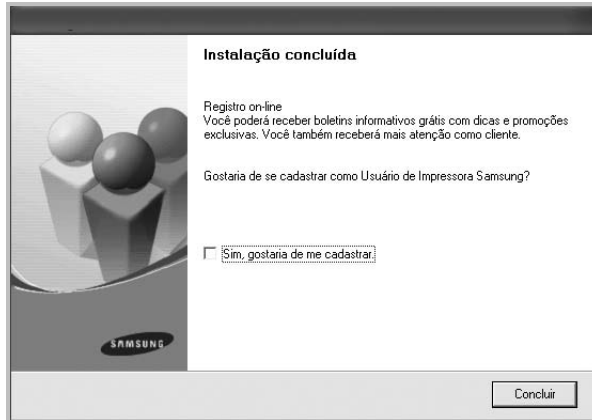 Instalação concluída
Registro on-line
Você poderá receber boletins informativos grátis com dicas e promoções
exclusivas. Você também receberá mais atenção como cliente.
Gostaria de se cadastrar como Usuário de Impressora Samsung?
Sim, gostaria de me cadastrar.
SAMSUNG
Concluir